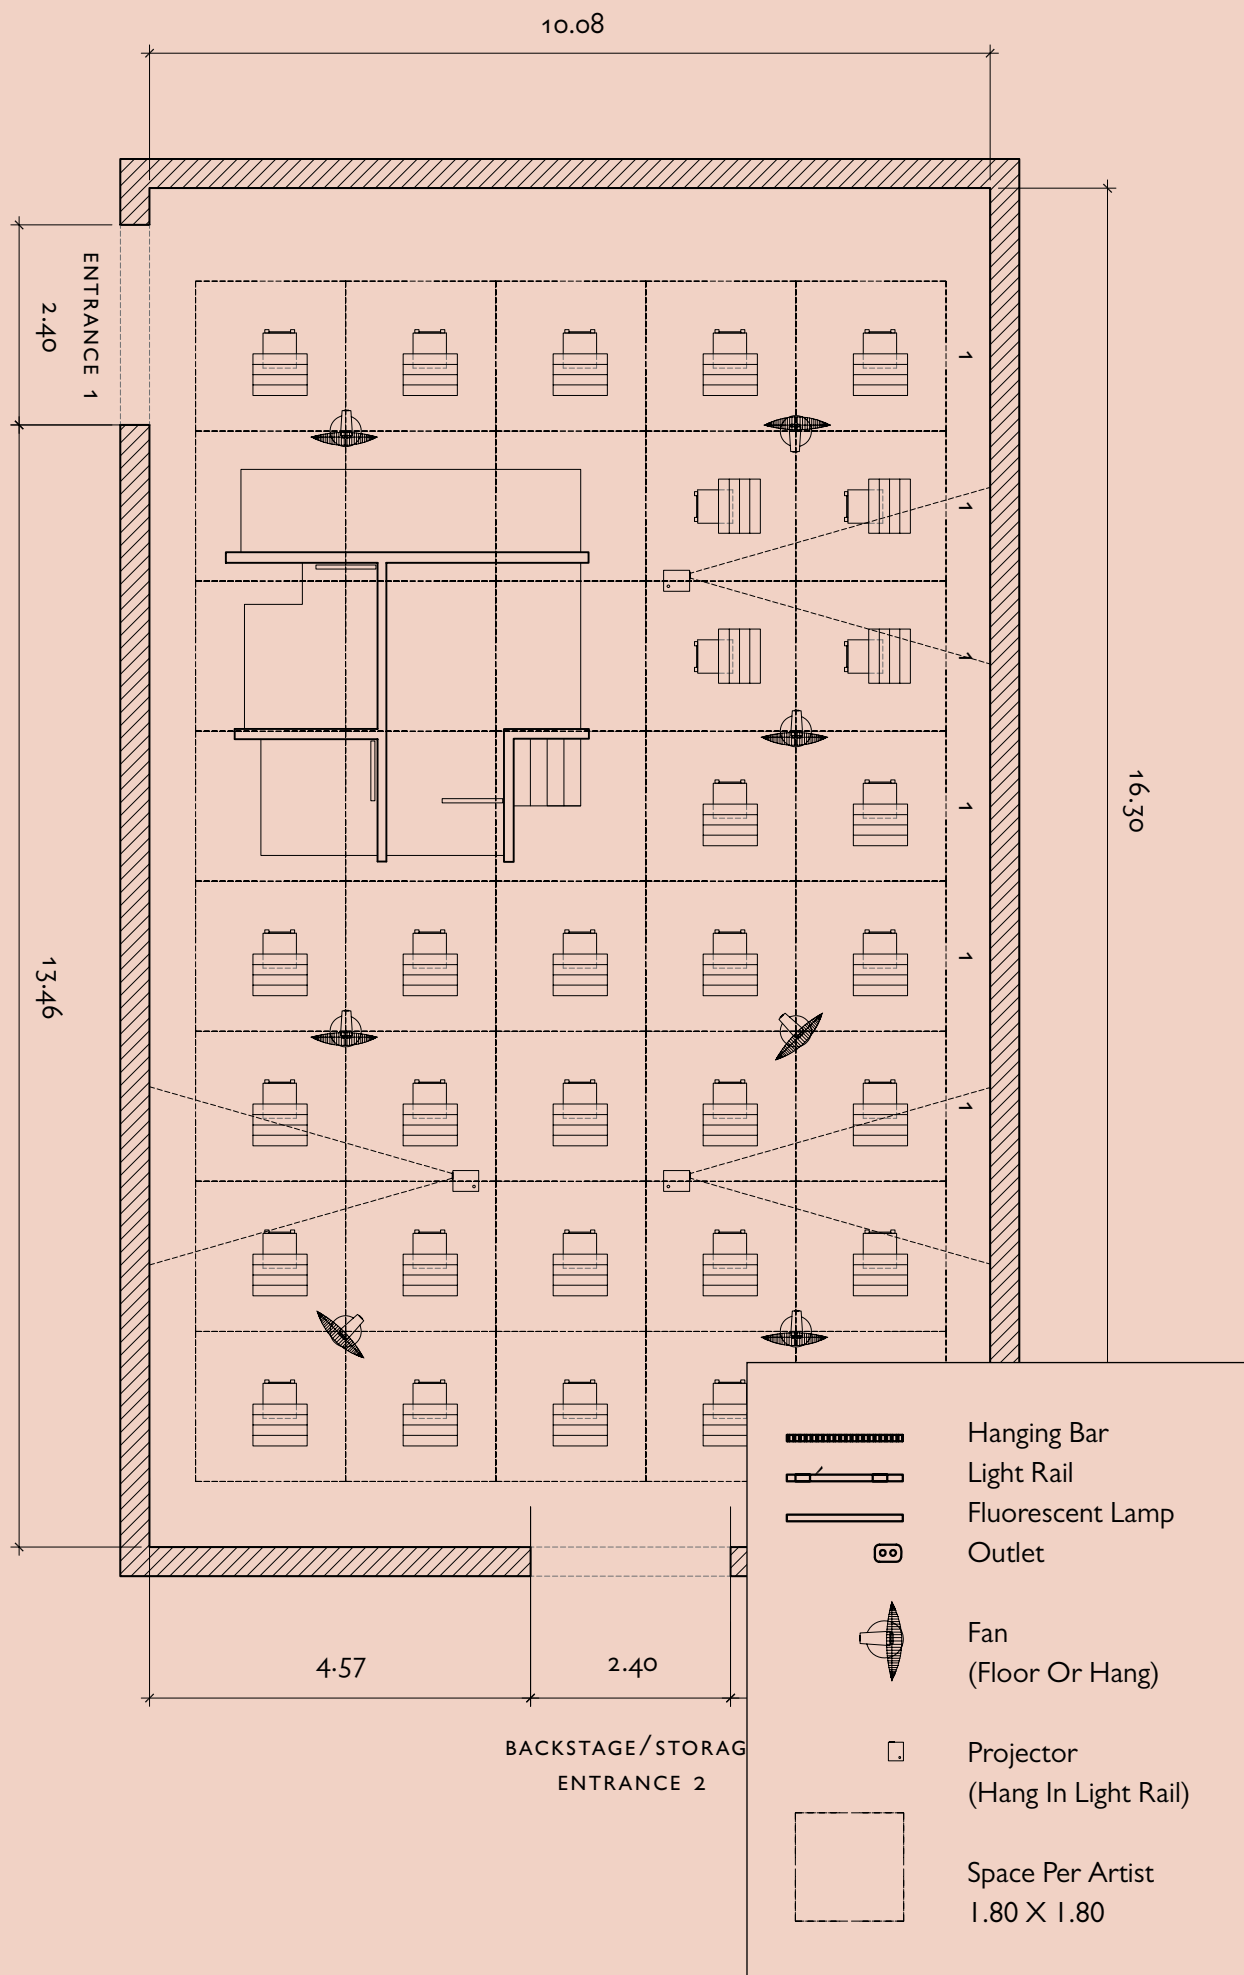 10.08
ENTRANCE 1
2.40
1
1
1
1
1
1
16.30
13.46
4.57
2.40
BACKSTAGE/STORAG
ENTRANCE 2
Hanging Bar
Light Rail
Fluorescent Lamp
Outlet
Fan
(Floor Or Hang)
Projector
(Hang In Light Rail)
Space Per Artist
1.80 X 1.80